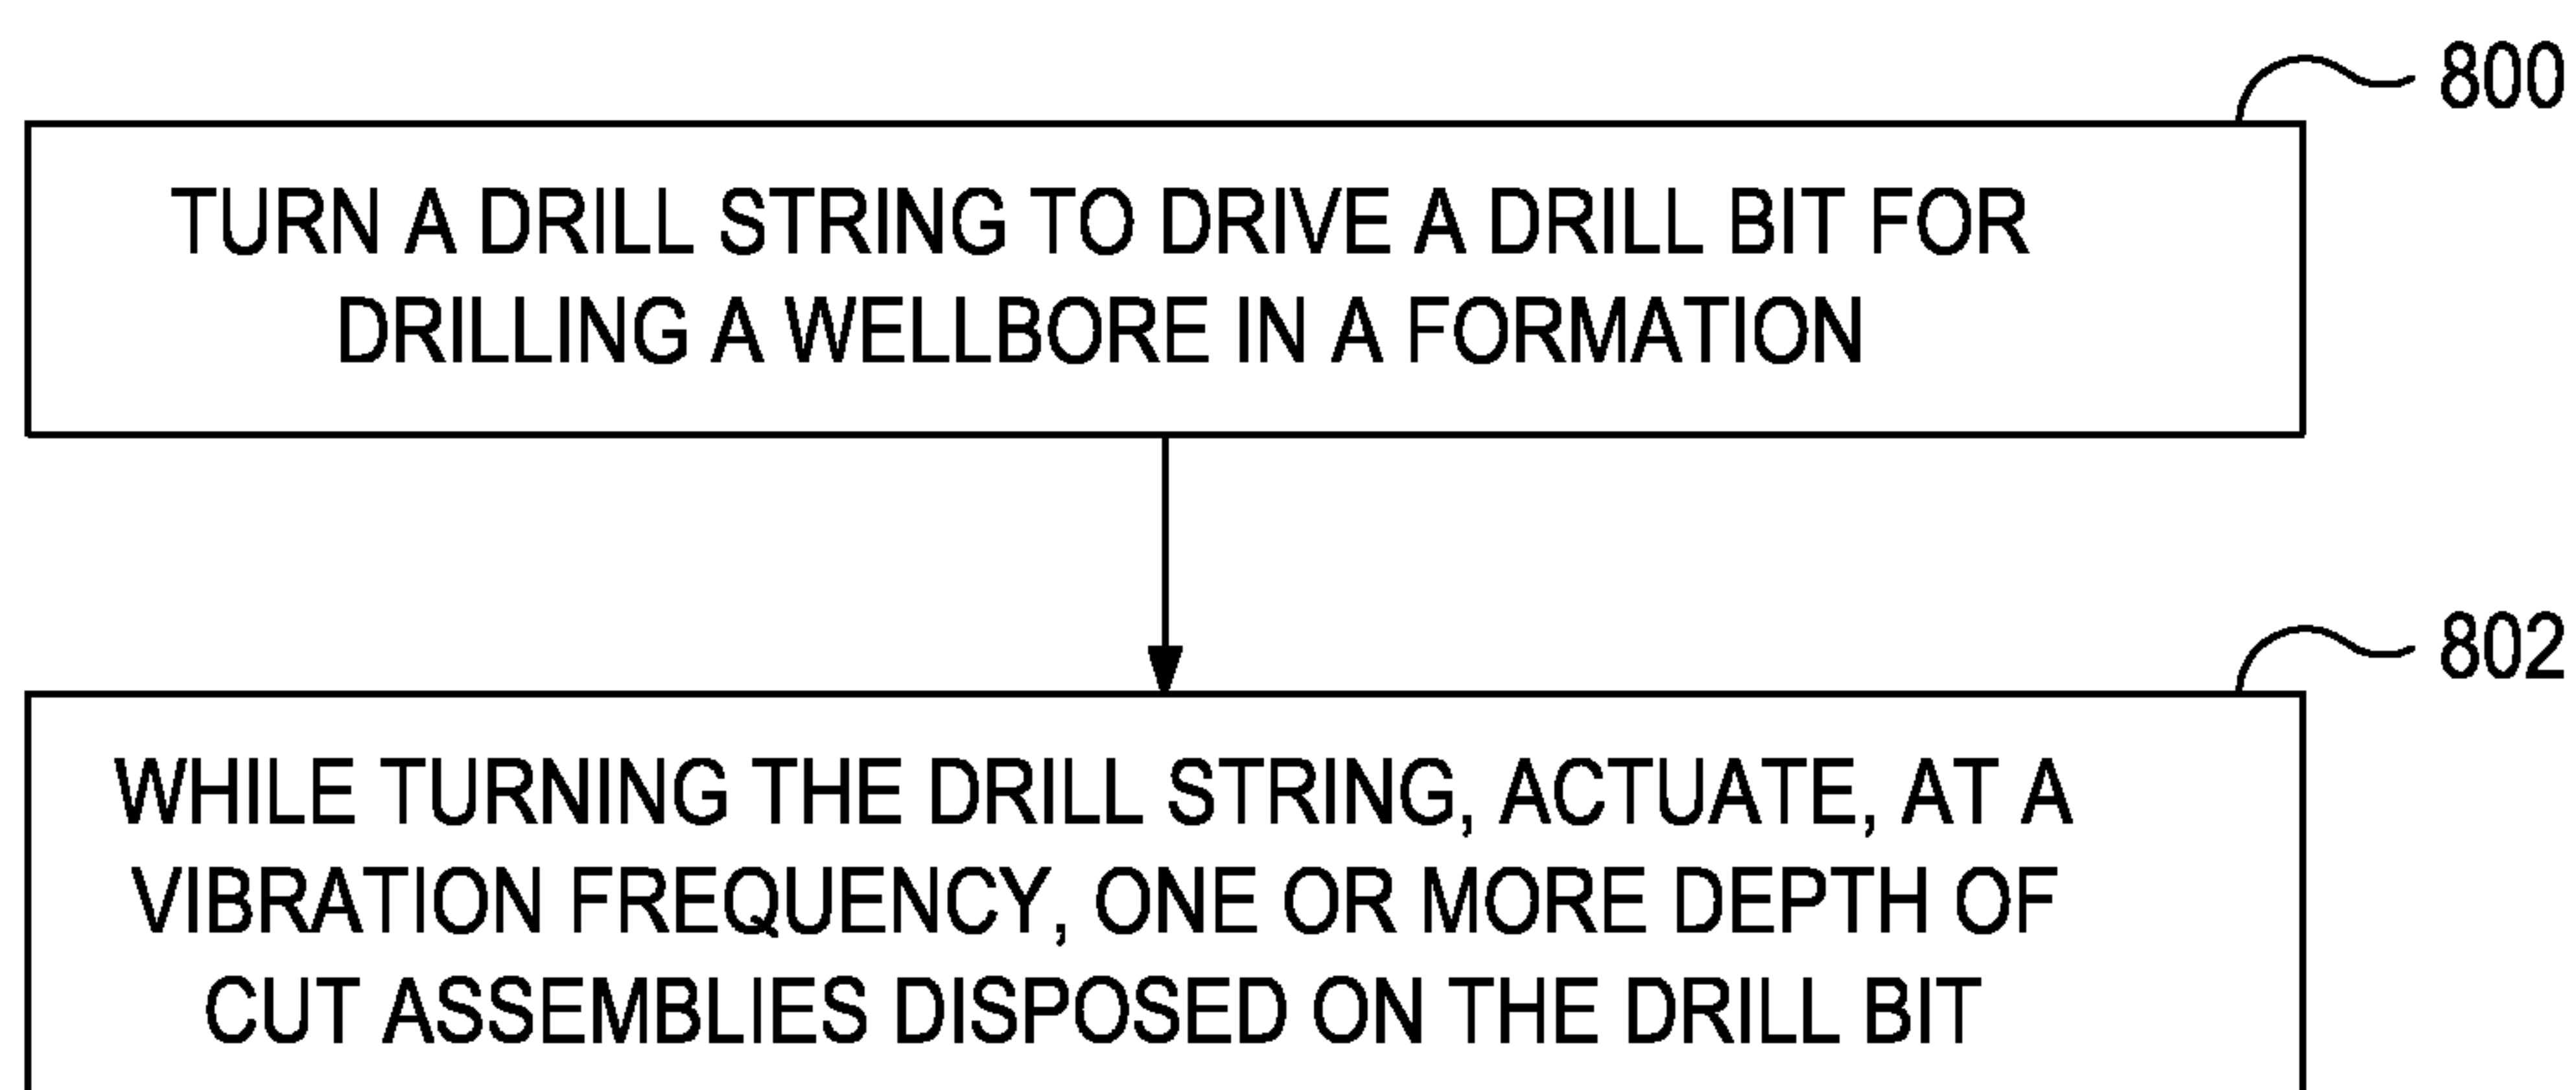 800
TURN A DRILL STRING TO DRIVE A DRILL BIT FOR
DRILLING A WELLBORE IN A FORMATION
802
WHILE TURNING THE DRILL STRING, ACTUATE, AT A
VIBRATION FREQUENCY, ONE OR MORE DEPTH OF
CUT ASSEMBLIES DISPOSED ON THE DRILL BIT